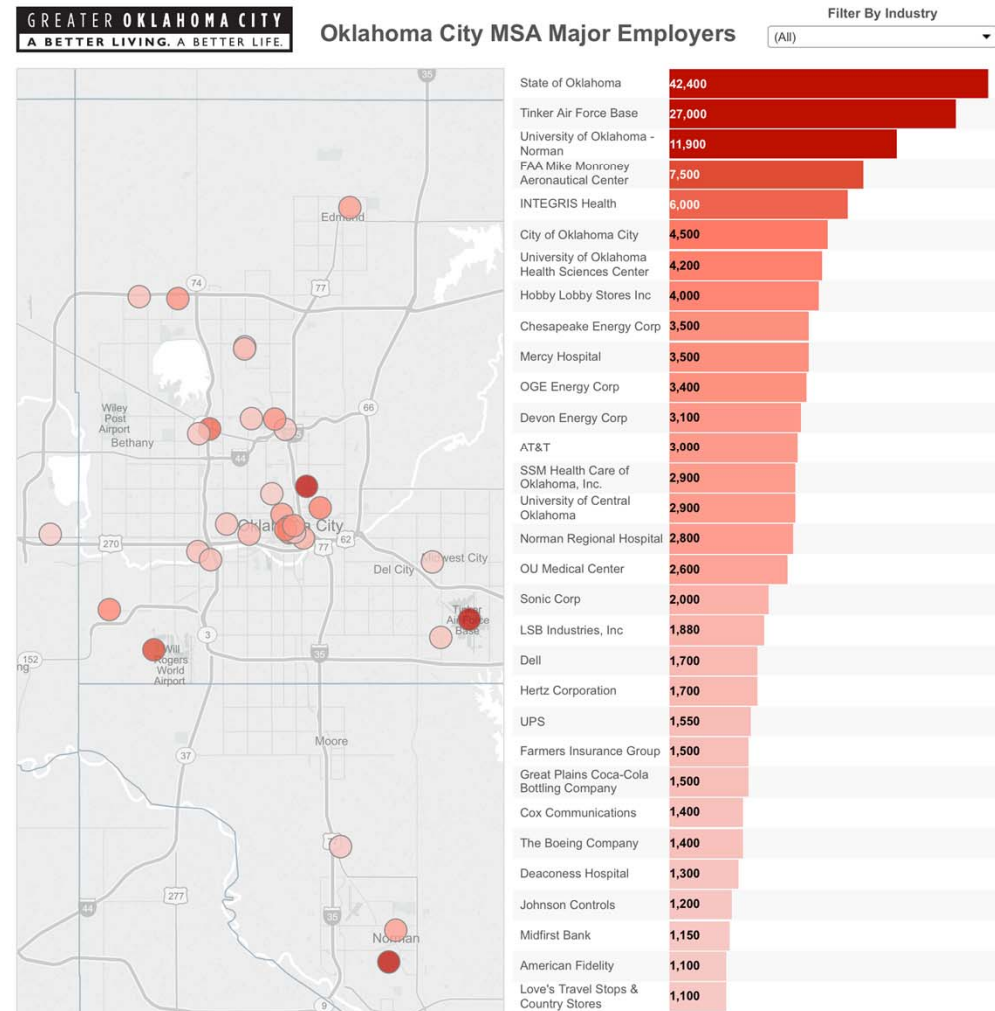 GREATER OKLAHOMA CITY
A BETTER LIVING. A BETTER LIFE.
Oklahoma City MSA Major Employers
Filter By Industry
(All)
35
Edmond
74
77
66
Wiley
Post
Airport
Bethany
44
Oklahoma City
270
77
62
Midwest City
Del City
Tinker
Air Force
Base
3
Will
Rogers
World
Airport
152
ng
35
Moore
37
277
44
35
Norman
9
State of Oklahoma 42,400
Tinker Air Force Base 27,000
University of Oklahoma -
Norman 11,900
FAA Mike Monroney
Aeronautical Center 7,500
INTEGRIS Health 6,000
City of Oklahoma City 4,500
University of Oklahoma
Health Sciences Center 4,200
Hobby Lobby Stores Inc 4,000
Chesapeake Energy Corp 3,500
Mercy Hospital 3,500
OGE Energy Corp 3,400
Devon Energy Corp 3,100
AT&T 3,000
SSM Health Care of
Oklahoma, Inc. 2,900
University of Central
Oklahoma 2,900
Norman Regional Hospital 2,800
OU Medical Center 2,600
Sonic Corp 2,000
LSB Industries, Inc 1,880
Dell 1,700
Hertz Corporation 1,700
UPS 1,550
Farmers Insurance Group 1,500
Great Plains Coca-Cola
Bottling Company 1,500
Cox Communications 1,400
The Boeing Company 1,400
Deaconess Hospital 1,300
Johnson Controls 1,200
Midfirst Bank 1,150
American Fidelity 1,100
Love's Travel Stops &
Country Stores 1,100